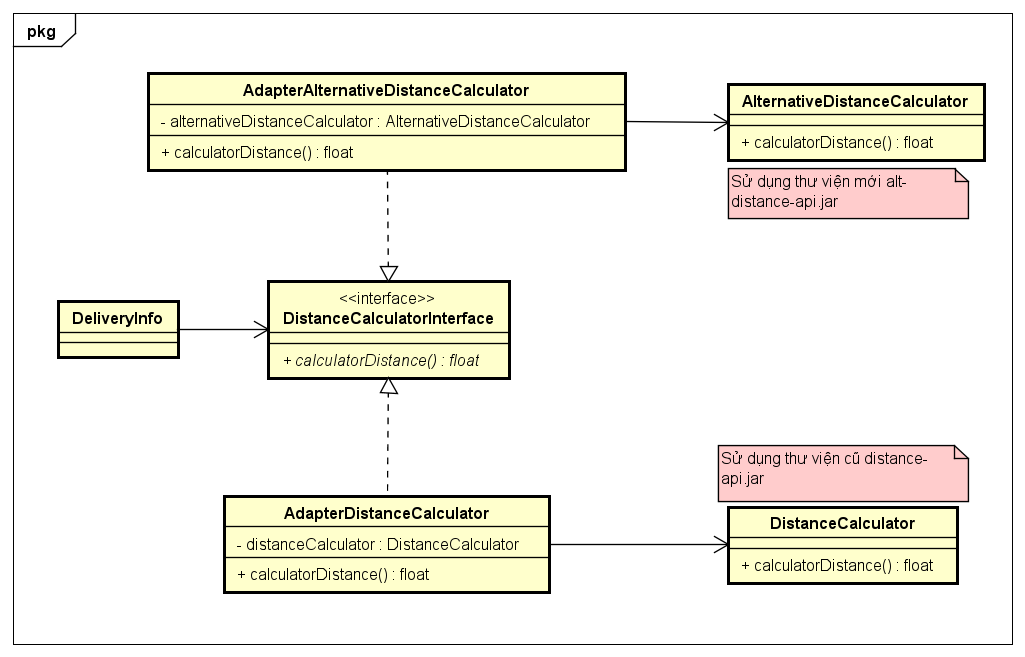 pkg
AdapterAlternativeDistanceCalculator
- alternativeDistanceCalculator : AlternativeDistanceCalculator
+ calculatorDistance() : float
AlternativeDistanceCalculator
+ calculatorDistance() : float
Sử dụng thư viện mới alt-
distance-api.jar
DeliveryInfo
<<interface>>
DistanceCalculatorInterface
+ calculatorDistance() : float
Sử dụng thư viện cũ distance-
api.jar
AdapterDistanceCalculator
- distanceCalculator : DistanceCalculator
+ calculatorDistance() : float
DistanceCalculator
+ calculatorDistance() : float